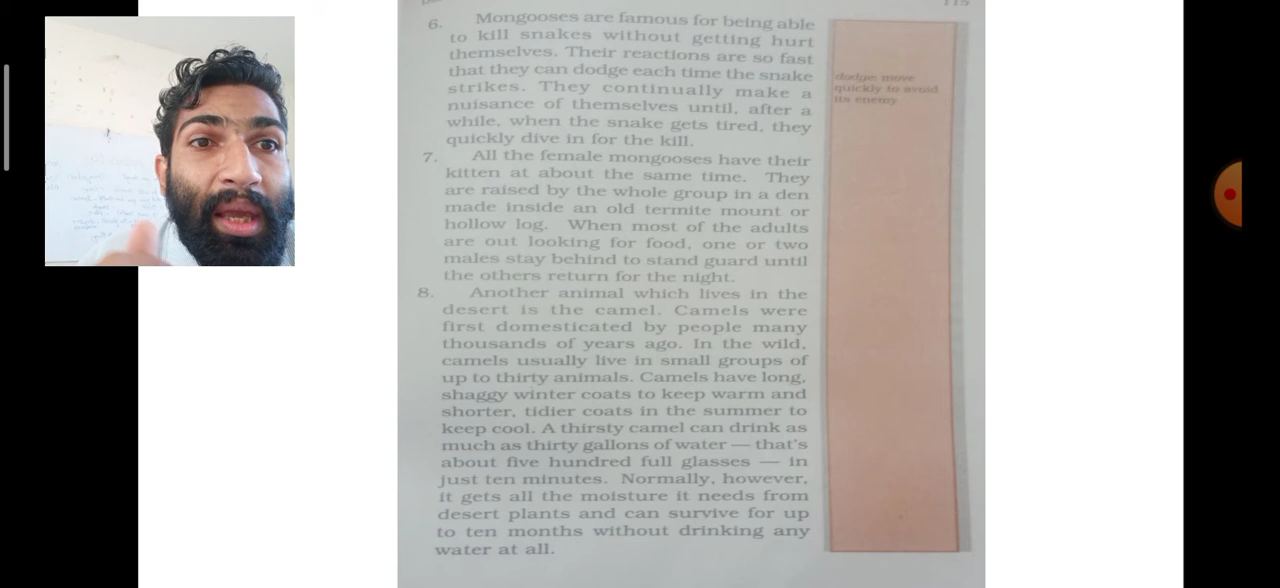 115
6. Mongooses are famous for being able
to kill snakes without getting hurt
themselves. Their reactions are so fast
that they can dodge each time the snake
strikes. They continually make a
nuisance of themselves until, after a
while, when the snake gets tired, they
quickly dive in for the kill.
dodge: move
quickly to avoid
its enemy
7. All the female mongooses have their
kitten at about the same time. They
are raised by the whole group in a den
made inside an old termite mount or
hollow log. When most of the adults
are out looking for food, one or two
males stay behind to stand guard until
the others return for the night.
8. Another animal which lives in the
desert is the camel. Camels were
first domesticated by people many
thousands of years ago. In the wild,
camels usually live in small groups of
up to thirty animals. Camels have long,
shaggy winter coats to keep warm and
shorter, tidier coats in the summer to
keep cool. A thirsty camel can drink as
much as thirty gallons of water — that's
about five hundred full glasses — in
just ten minutes. Normally, however,
it gets all the moisture it needs from
desert plants and can survive for up
to ten months without drinking any
water at all.